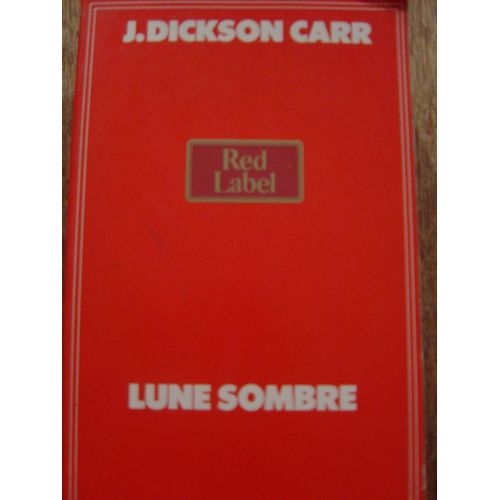 J.DICKSON CARR
Red
Label
LUNE SOMBRE